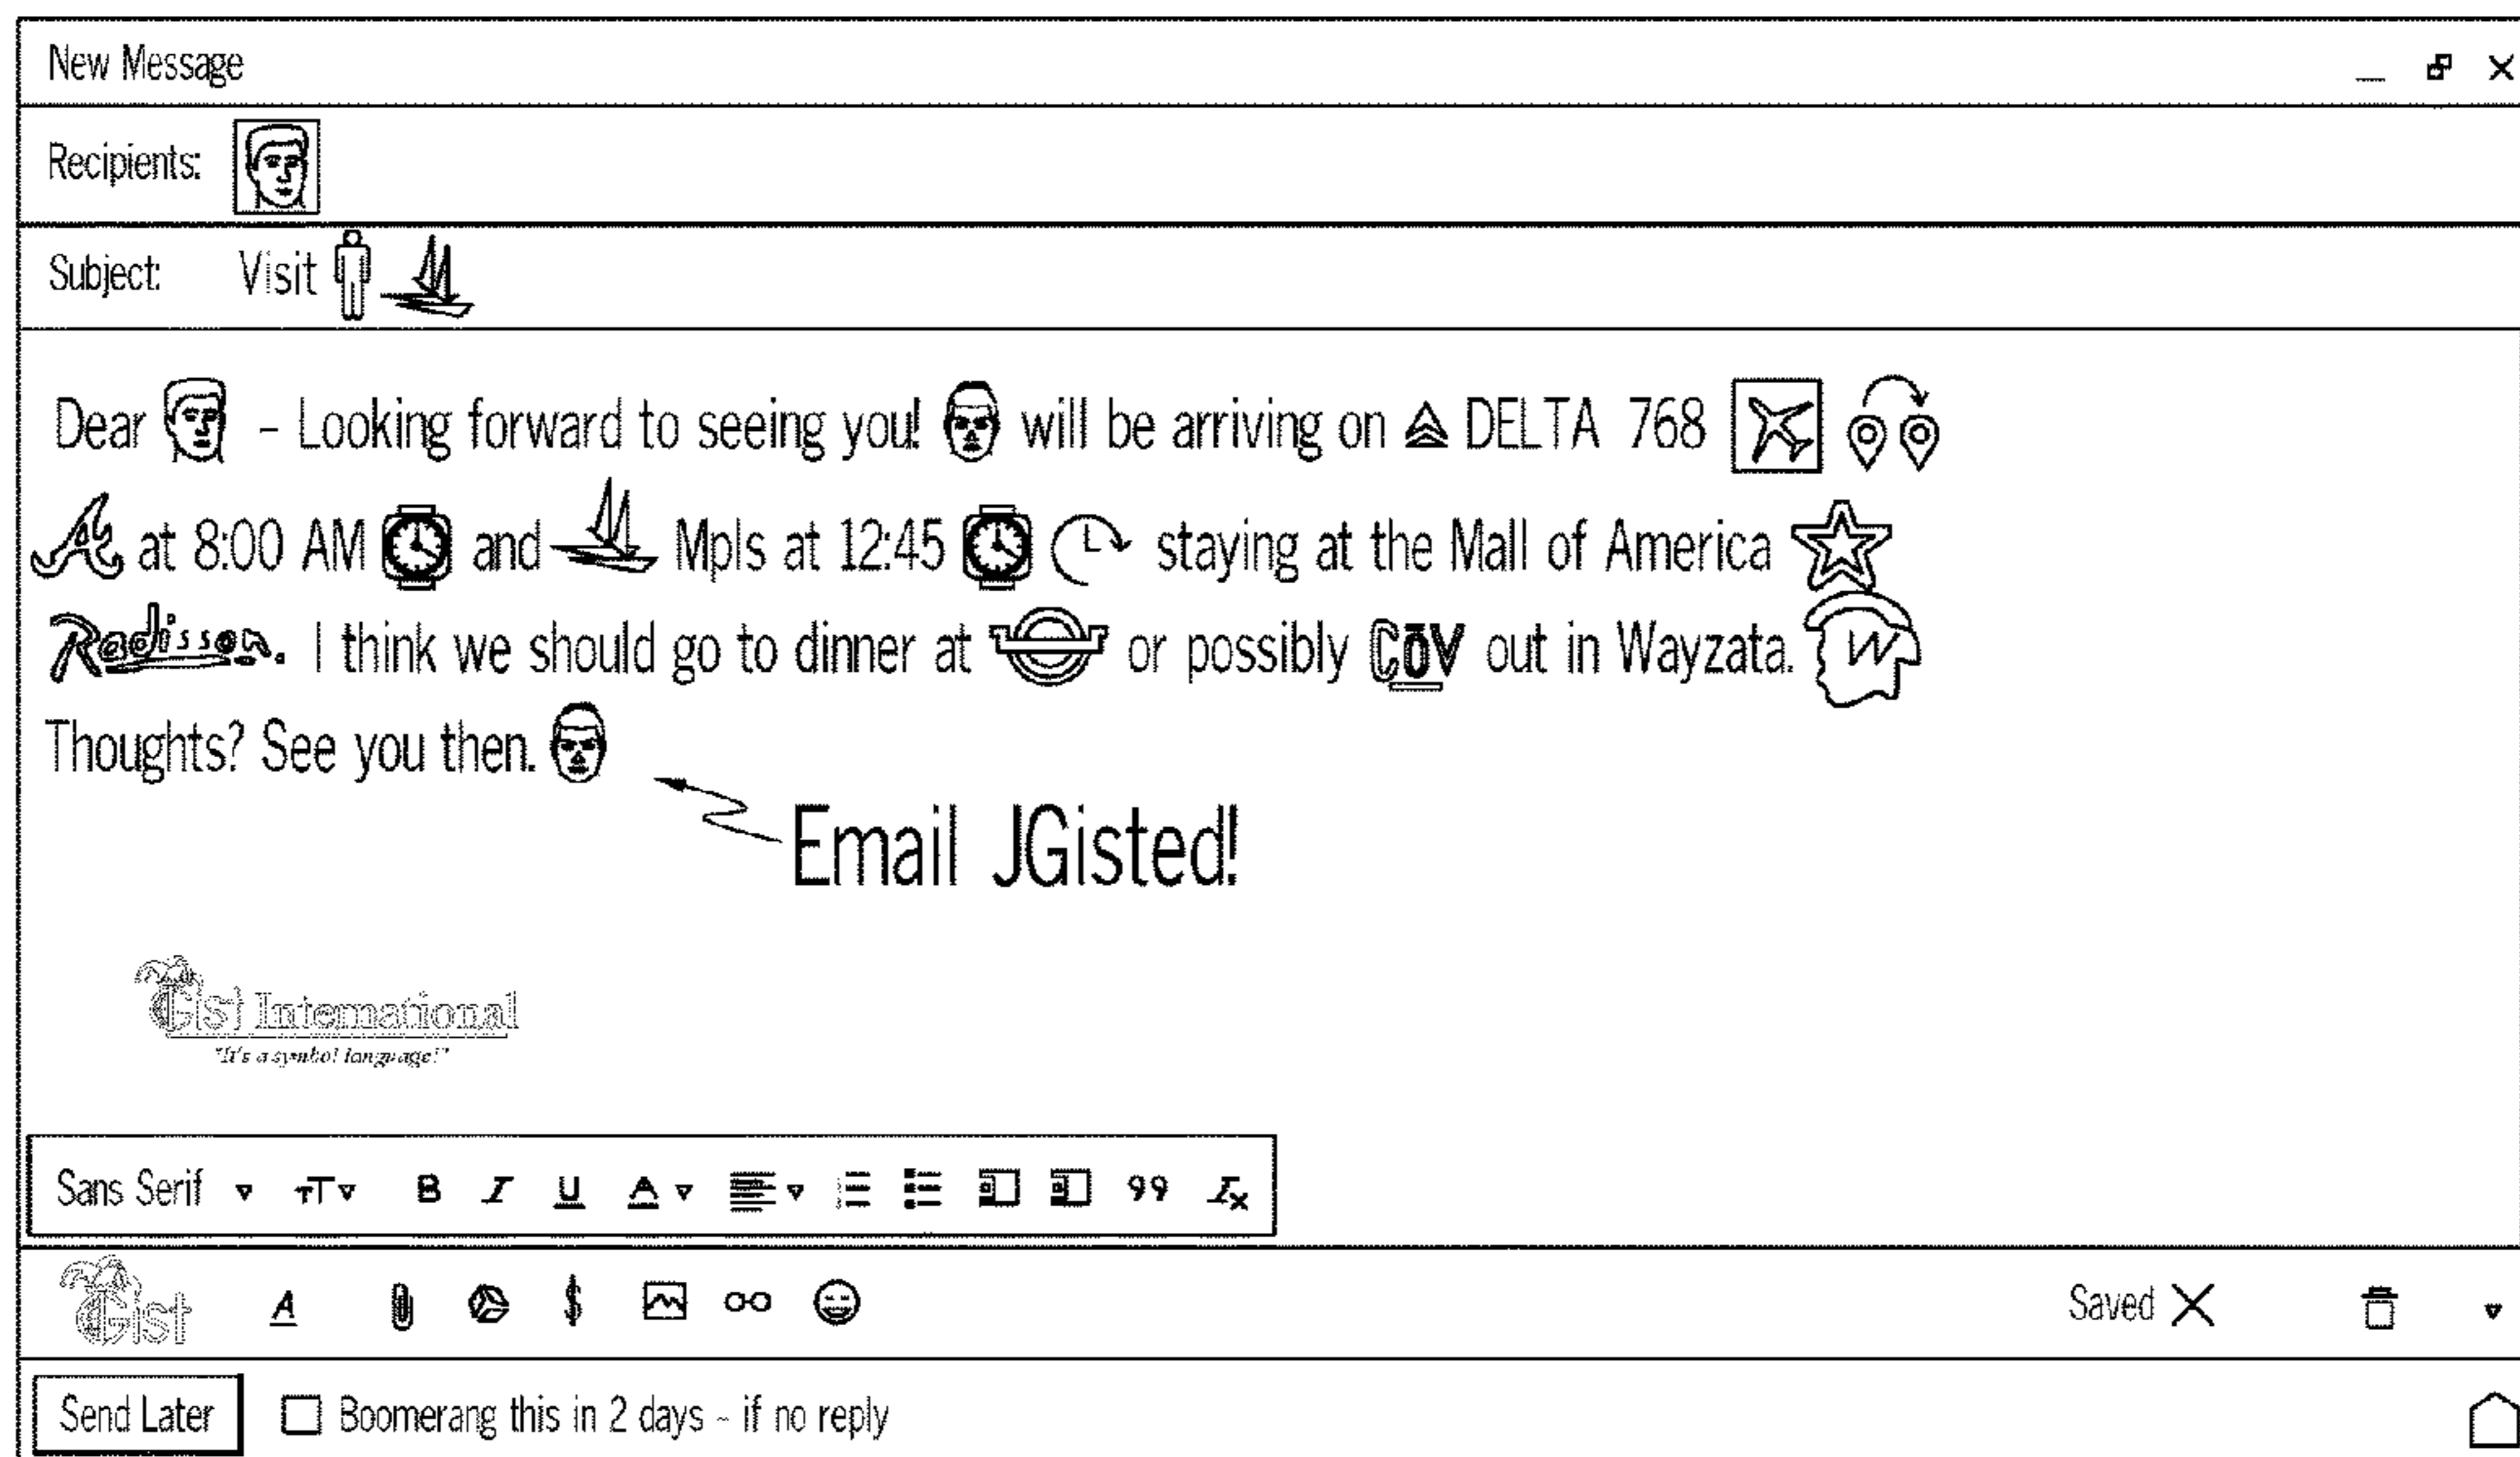 New Message
Recipients:
Subject: Visit
Dear – Looking forward to seeing you! will be arriving on DELTA 768
A at 8:00 AM and Mpls at 12:45 staying at the Mall of America
Radisson. I think we should go to dinner at or possibly CōV out in Wayzata. W
Thoughts? See you then.
Email JGisted!
Gist International
"It's a symbol language!"
Sans Serif T T B I U A 99 Ix
Gist A $ Saved
Send Later Boomerang this in 2 days - if no reply